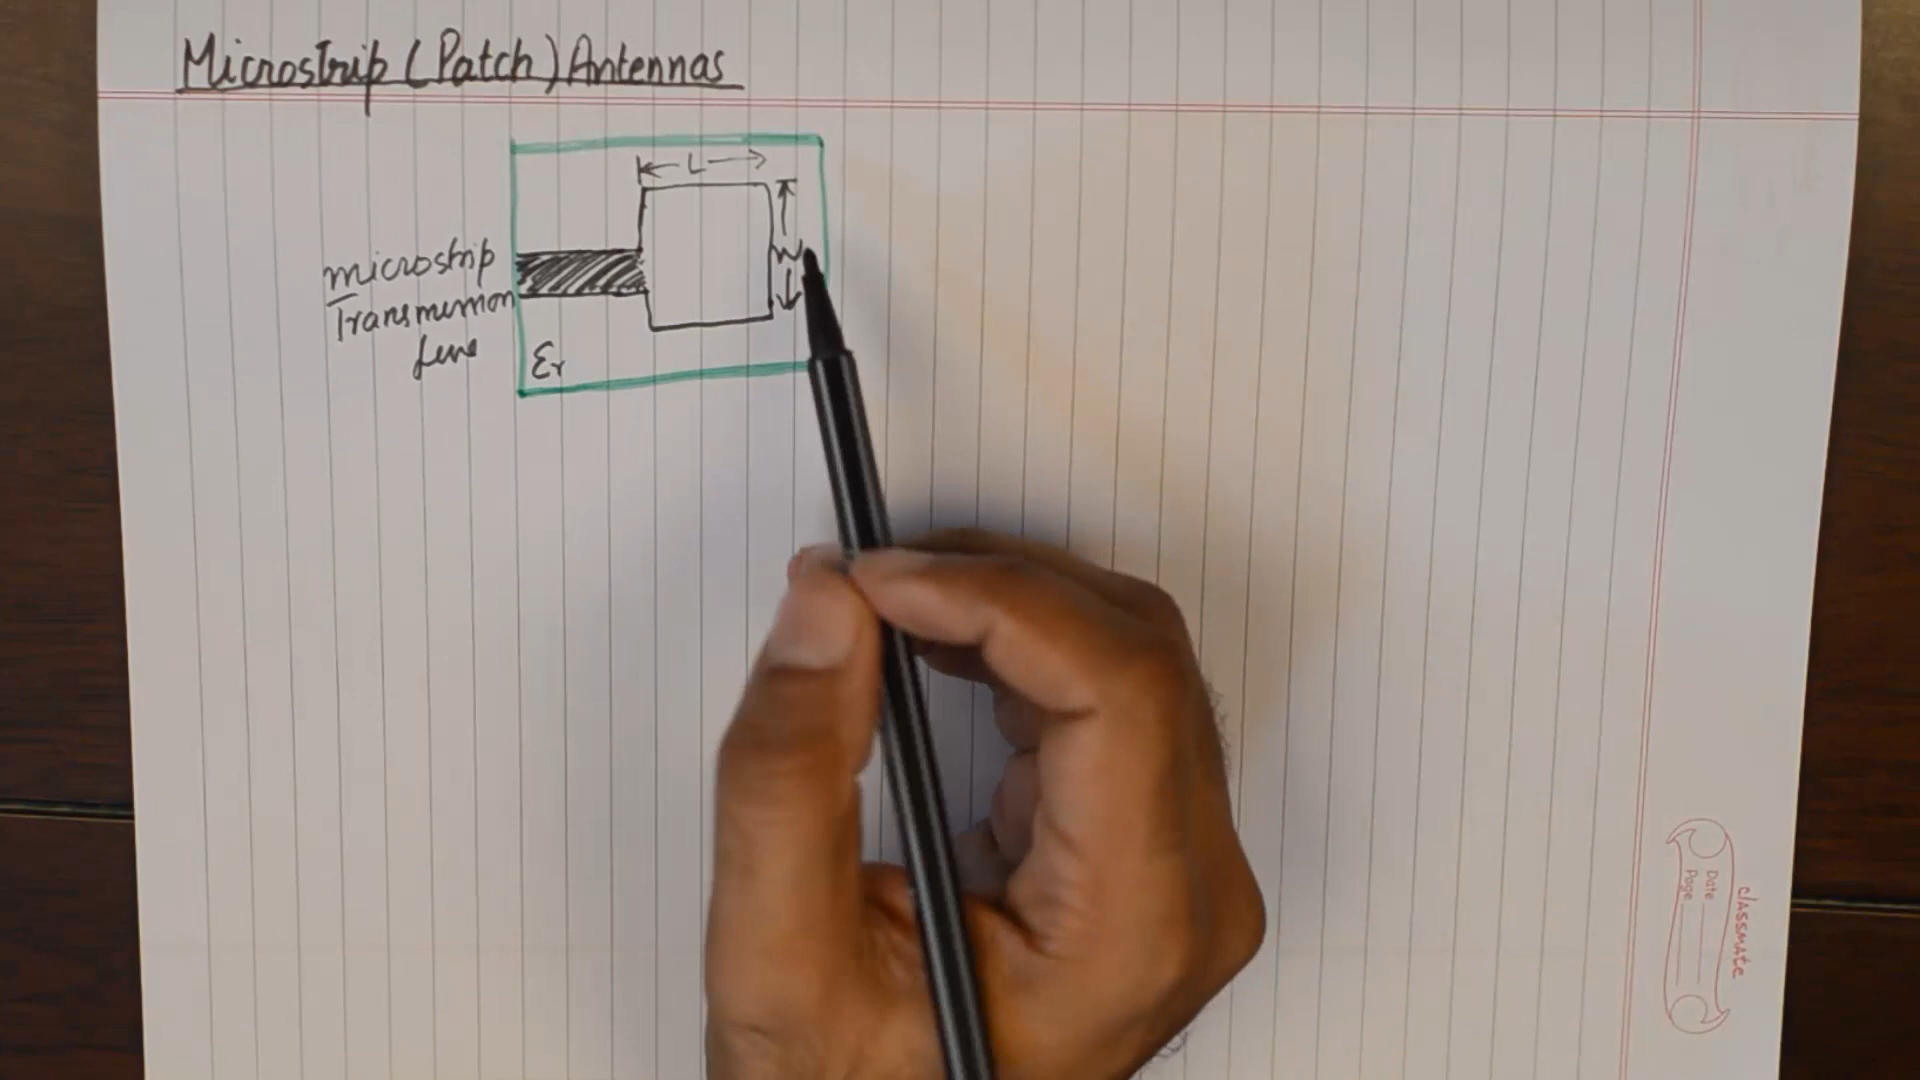 Microstrip (Patch) Antennas
L
W
microstrip
Transmission
line
εr
classmate
Date
Page